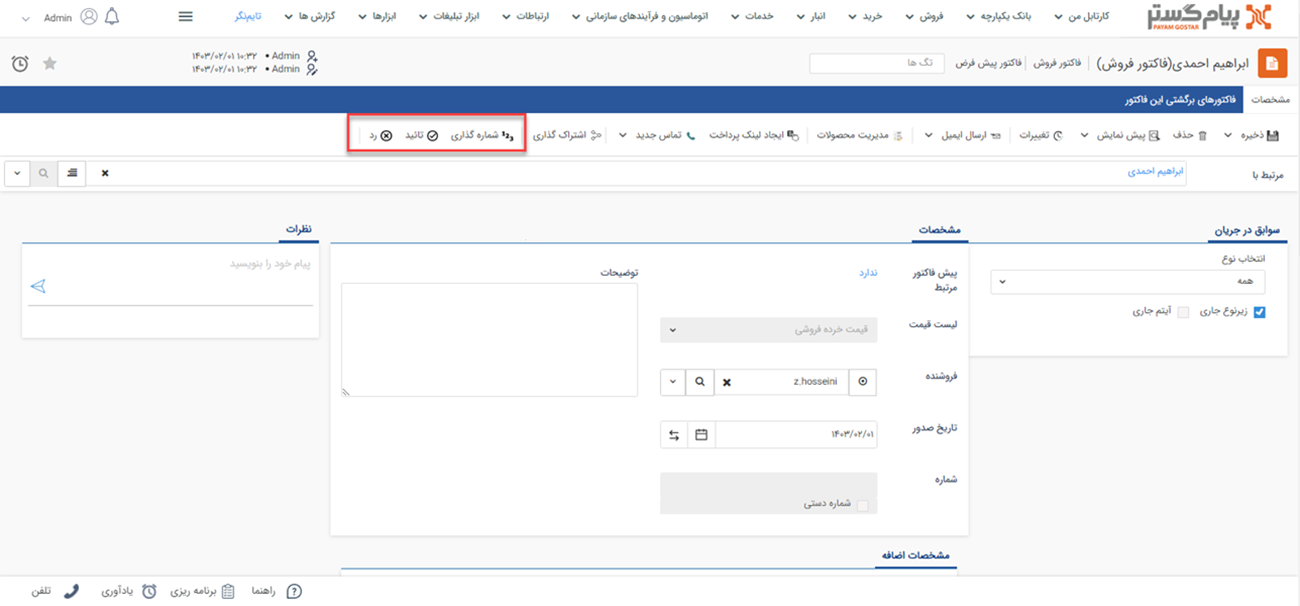 پیام گستر
PAYAM GOSTAR
کارتابل من
بانک یکپارچه
فروش
خرید
انبار
خدمات
اتوماسیون و فرآیندهای سازمانی
ارتباطات
ابزار تبلیغات
ابزارها
گزارش ها
تایم‌نگر
Admin
ابراهیم احمدی(فاکتور فروش)
فاکتور فروش
فاکتور پیش فرض
تگ ها
Admin • ۱۴۰۳/۰۲/۰۱ ۱۰:۳۲
Admin • ۱۴۰۳/۰۲/۰۱ ۱۰:۳۲
مشخصات
فاکتورهای برگشتی این فاکتور
ذخیره
حذف
پیش نمایش
تغییرات
ارسال ایمیل
مدیریت محصولات
ایجاد لینک پرداخت
تماس جدید
اشتراک گذاری
شماره گذاری
تائید
رد
مرتبط با
ابراهیم احمدی
سوابق در جریان
انتخاب نوع
همه
زیرنوع جاری
آیتم جاری
مشخصات
پیش فاکتور
مرتبط
ندارد
لیست قیمت
قیمت خرده فروشی
فروشنده
z.hosseini
تاریخ صدور
۱۴۰۳/۰۲/۰۱
شماره
شماره دستی
توضیحات
نظرات
پیام خود را بنویسید
مشخصات اضافه
راهنما
برنامه ریزی
یادآوری
تلفن